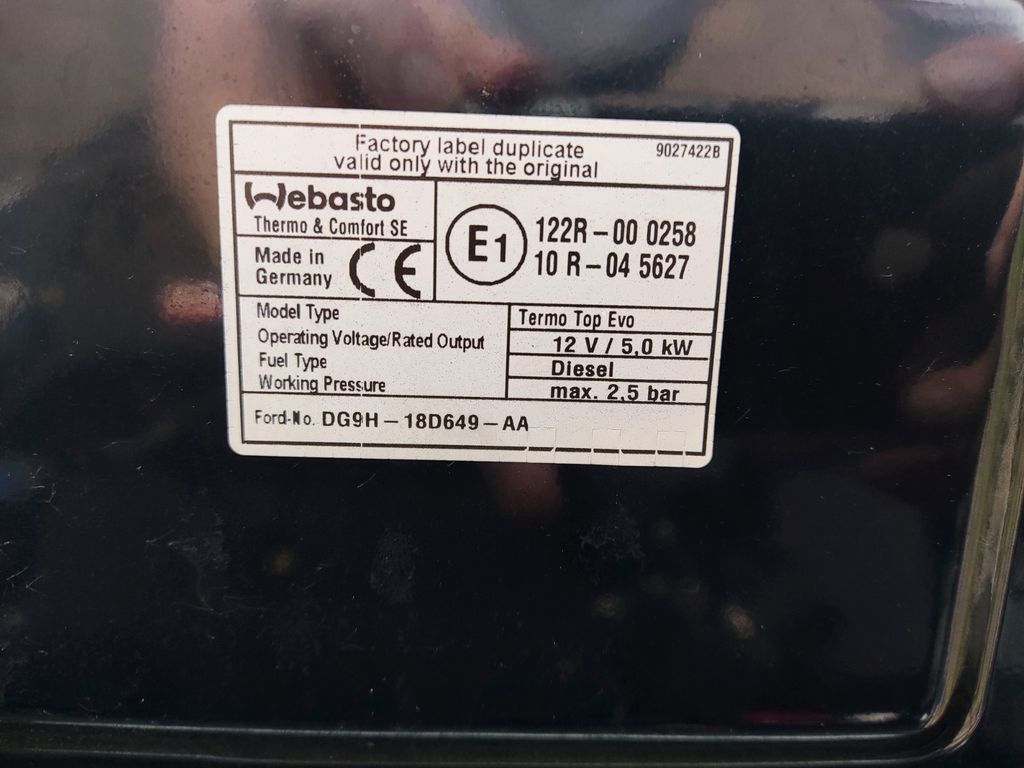 Factory label duplicate
valid only with the original
9027422B
Webasto
Thermo & Comfort SE
Made in
Germany
CE
E1
122R-00 0258
10 R-04 5627
Model Type
Termo Top Evo
Operating Voltage/Rated Output
12 V / 5,0 kW
Fuel Type
Diesel
Working Pressure
max. 2,5 bar
Ford-No. DG9H-18D649-AA